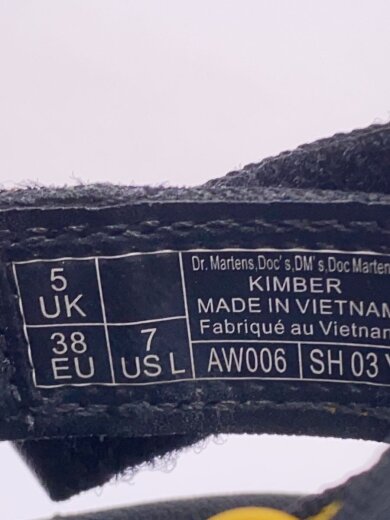 5
UK
38
EU
7
US L
Dr. Martens,Doc's,DM's,Doc Marten
KIMBER
MADE IN VIETNAM
Fabriqué au Vietnam
AW006
SH 03